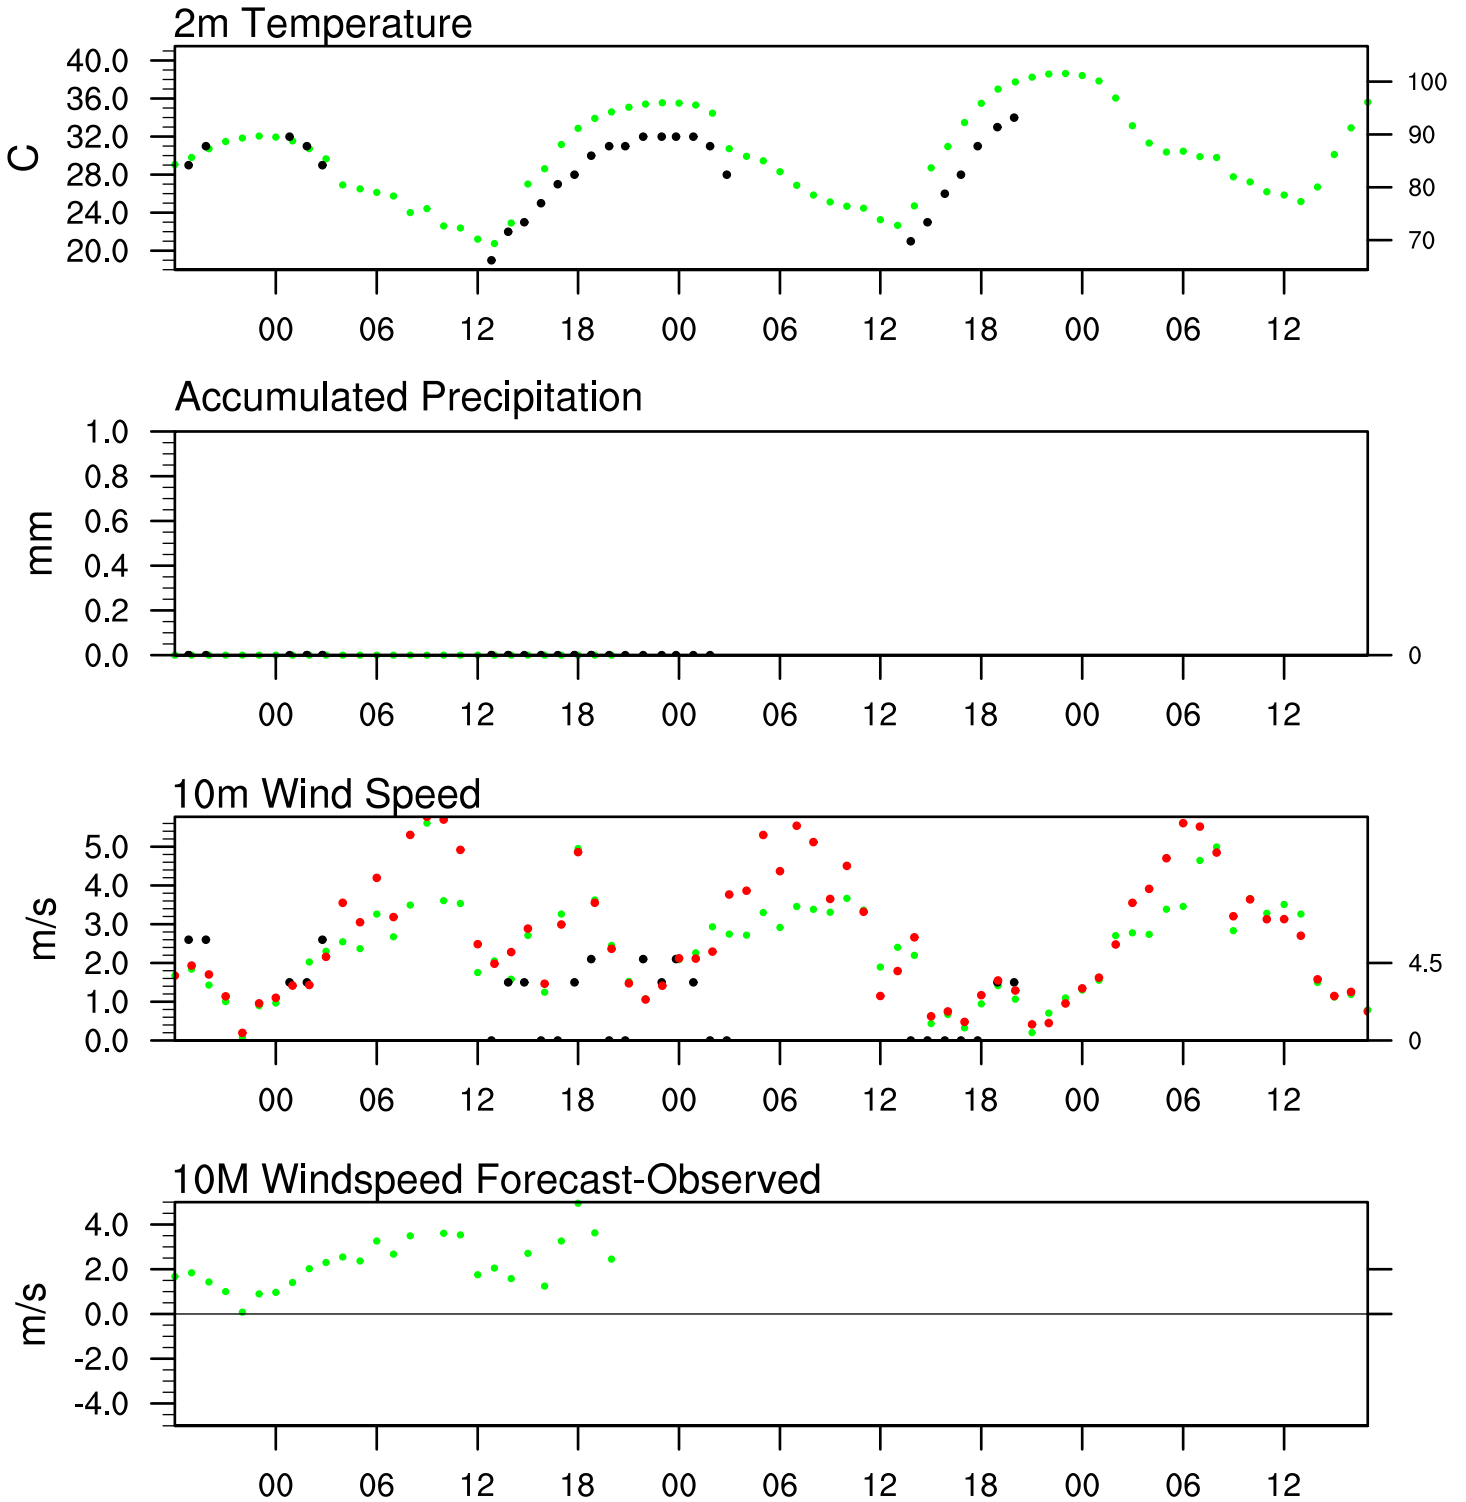 2m Temperature
40.0
36.0
32.0
28.0
24.0
20.0
C
100
90
80
70
00 06 12 18 00 06 12 18 00 06 12
Accumulated Precipitation
1.0
0.8
0.6
0.4
0.2
0.0
mm
0
00 06 12 18 00 06 12 18 00 06 12
10m Wind Speed
5.0
4.0
3.0
2.0
1.0
0.0
m/s
4.5
0
00 06 12 18 00 06 12 18 00 06 12
10M Windspeed Forecast-Observed
4.0
2.0
0.0
-2.0
-4.0
m/s
00 06 12 18 00 06 12 18 00 06 12